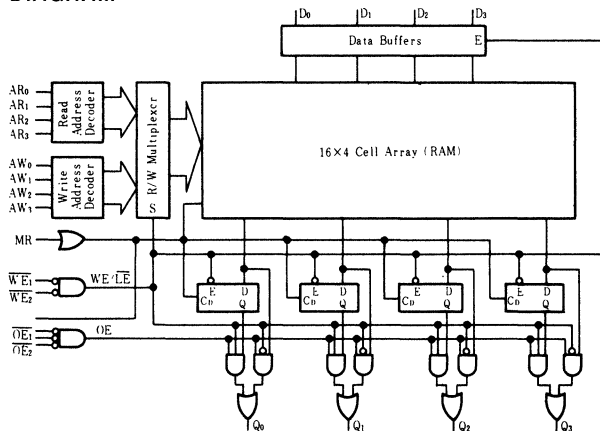 D0 D1 D2 D3
Data Buffers E
AR0
AR1
AR2
AR3
Read Address Decoder
R/W Multiplexer
S
16×4 Cell Array (RAM)
AW0
AW1
AW2
AW3
Write Address Decoder
MR
WE1
WE2
WE/LE
OE1
OE2
OE
E D
CD Q
E D
CD Q
E D
CD Q
E D
CD Q
Q0 Q1 Q2 Q3